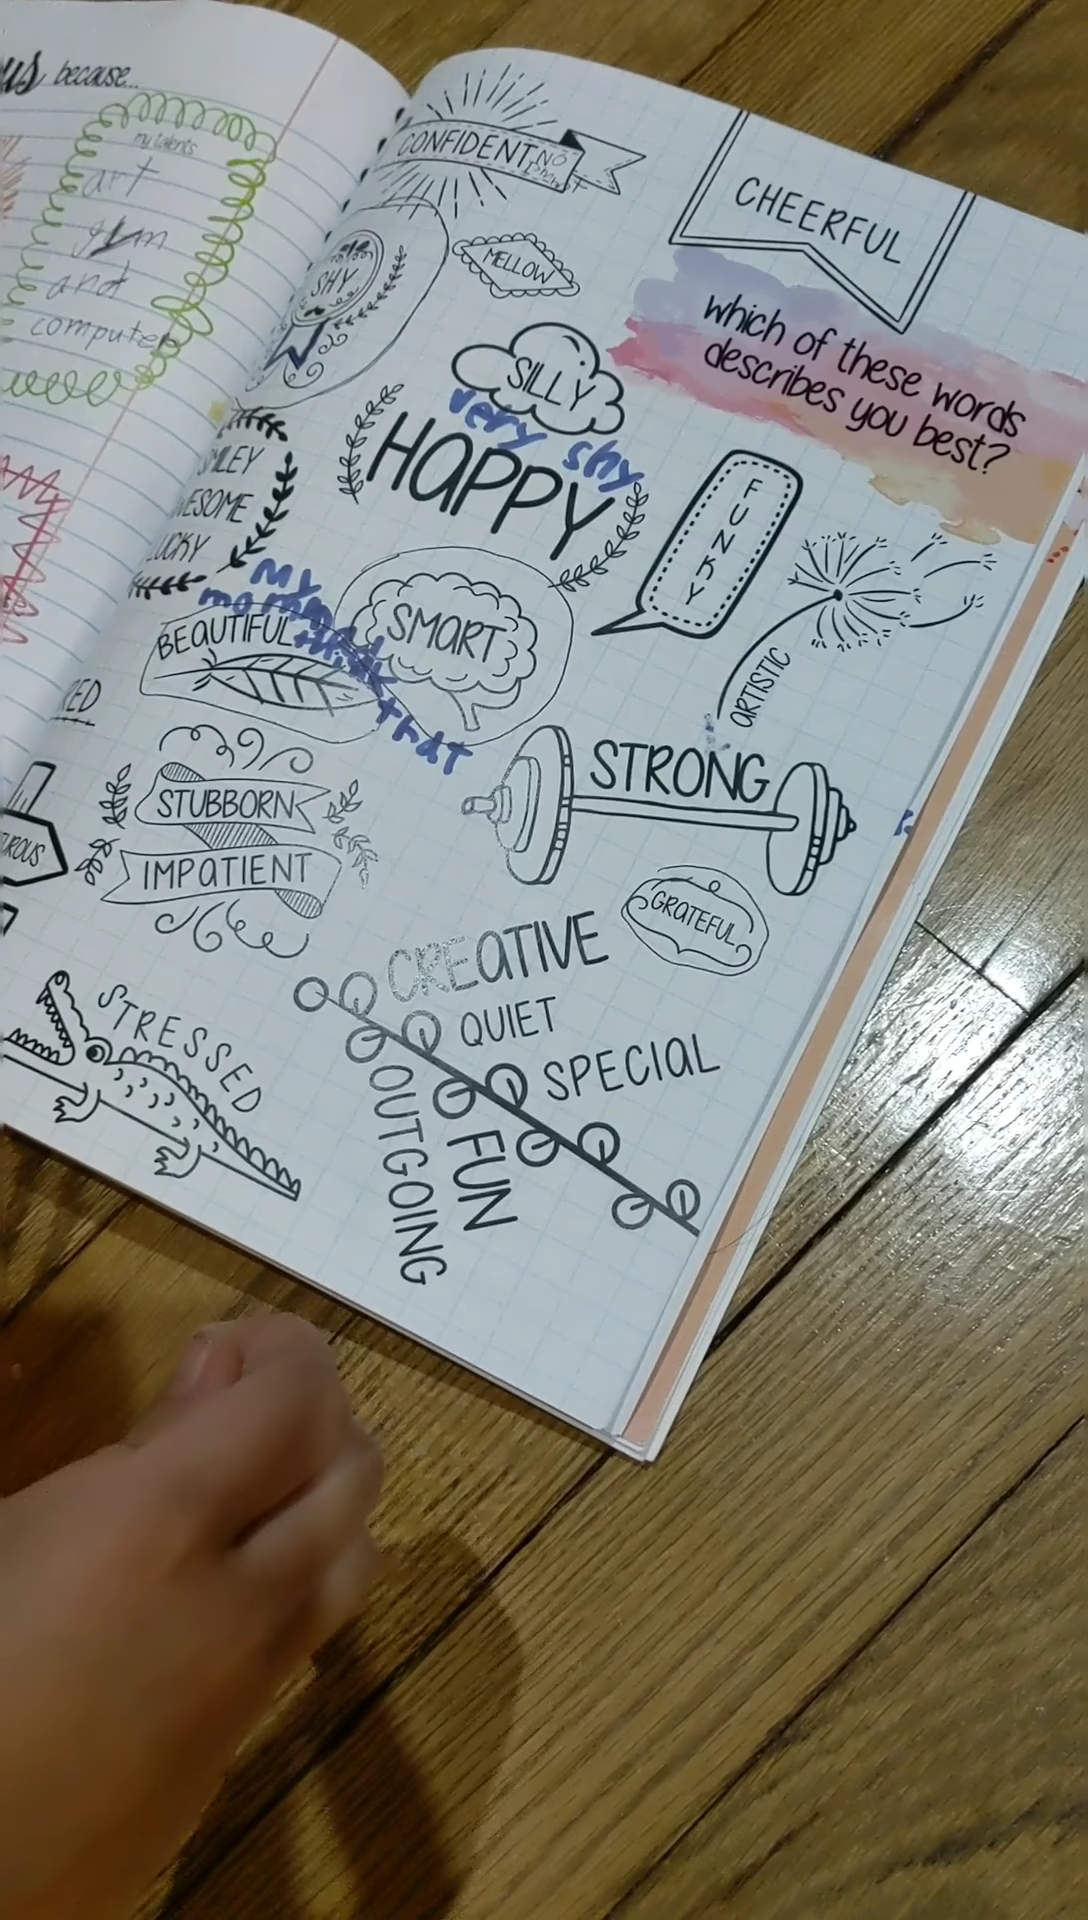 because...
my talents
art
gym
and
computer
CONFIDENT
NO
CHEERFUL
SHY
MELLOW
which of these words
describes you best?
SILLY
very shy
HAPPY
FUNKY
SMILEY
LUCKY
My
mom
think
that
BEAUTIFUL
SMART
ARTISTIC
STRONG
STUBBORN
IMPATIENT
GRATEFUL
CREATIVE
QUIET
SPECIAL
STRESSED
OUTGOING
FUN